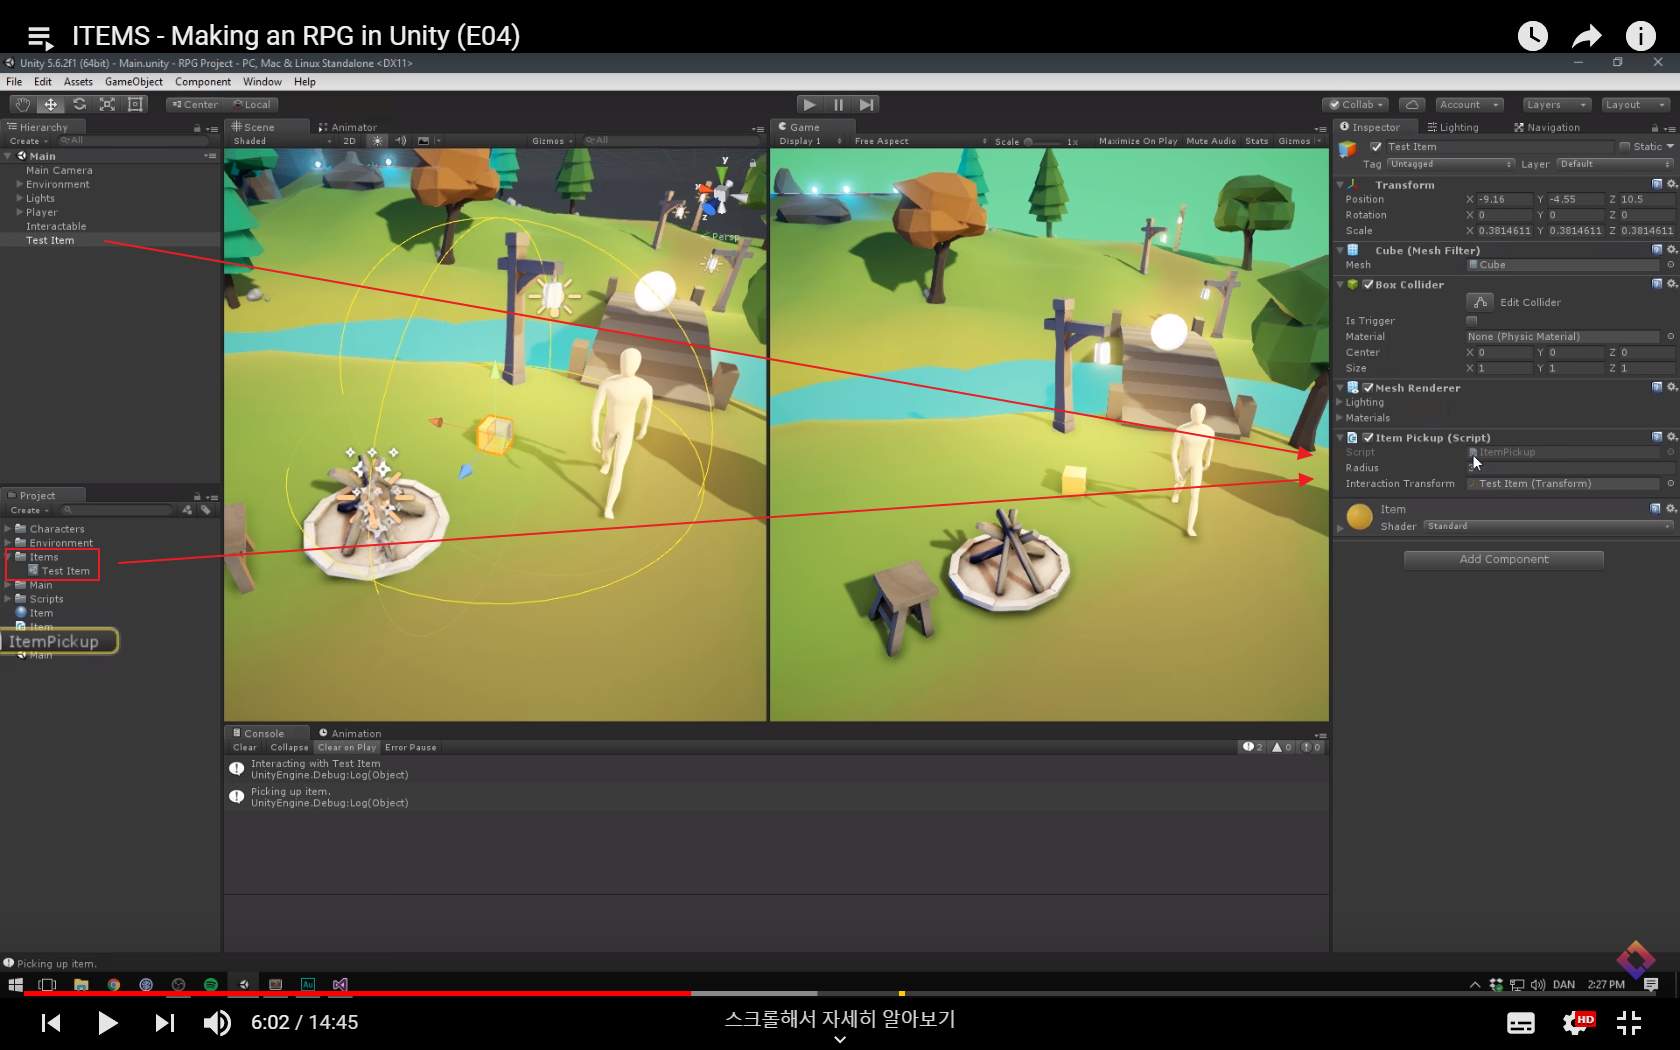 ITEMS - Making an RPG in Unity (E04)
Unity 5.6.2f1 (64bit) - Main.unity - RPG Project - PC, Mac & Linux Standalone <DX11>
File Edit Assets GameObject Component Window Help
Center Local
Collab Account Layers Layout
Hierarchy
Create All
Main
Main Camera
Environment
Lights
Player
Interactable
Test Item
Project
Create
Characters
Environment
Items
Test Item
Main
Scripts
Item
Item
ItemPickup
Main
Scene Animator
Shaded 2D Gizmos All
y
x
z
Persp
Game
Display 1 Free Aspect Scale 1x Maximize On Play Mute Audio Stats Gizmos
Console Animation
Clear Collapse Clear on Play Error Pause 2 0 0
Interacting with Test Item
UnityEngine.Debug:Log(Object)
Picking up item.
UnityEngine.Debug:Log(Object)
Inspector Lighting Navigation
Test Item Static
Tag Untagged Layer Default
Transform
Position X -9.16 Y -4.55 Z 10.5
Rotation X 0 Y 0 Z 0
Scale X 0.3814611 Y 0.3814611 Z 0.3814611
Cube (Mesh Filter)
Mesh Cube
Box Collider
Edit Collider
Is Trigger
Material None (Physic Material)
Center X 0 Y 0 Z 0
Size X 1 Y 1 Z 1
Mesh Renderer
Lighting
Materials
Item Pickup (Script)
Script ItemPickup
Radius
Interaction Transform Test Item (Transform)
Item
Shader Standard
Add Component
Picking up item.
Au
DAN 2:27 PM
6:02 / 14:45
스크롤해서 자세히 알아보기
HD